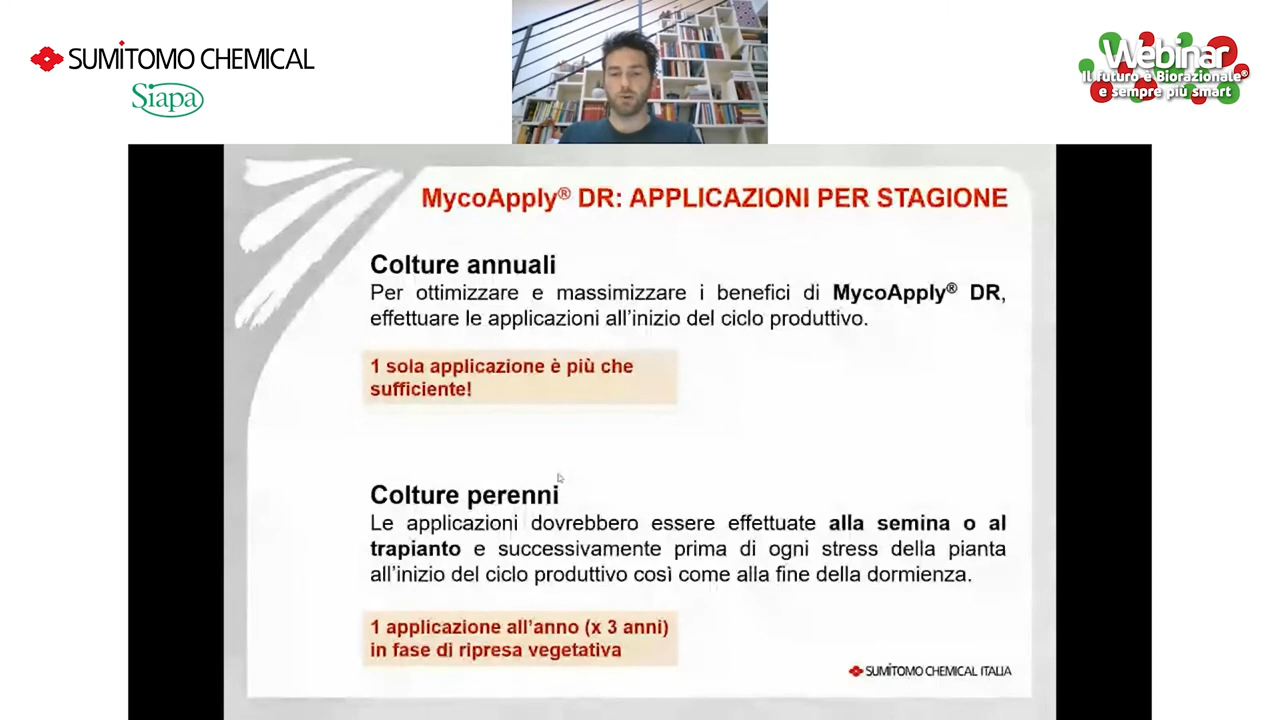 SUMITOMO CHEMICAL
Siapa
Webinar
Il futuro è Biorazionale®
e sempre più smart
MycoApply® DR: APPLICAZIONI PER STAGIONE
Colture annuali
Per ottimizzare e massimizzare i benefici di MycoApply® DR,
effettuare le applicazioni all’inizio del ciclo produttivo.
1 sola applicazione è più che
sufficiente!
Colture perenni
Le applicazioni dovrebbero essere effettuate alla semina o al
trapianto e successivamente prima di ogni stress della pianta
all’inizio del ciclo produttivo così come alla fine della dormienza.
1 applicazione all’anno (x 3 anni)
in fase di ripresa vegetativa
SUMITOMO CHEMICAL ITALIA